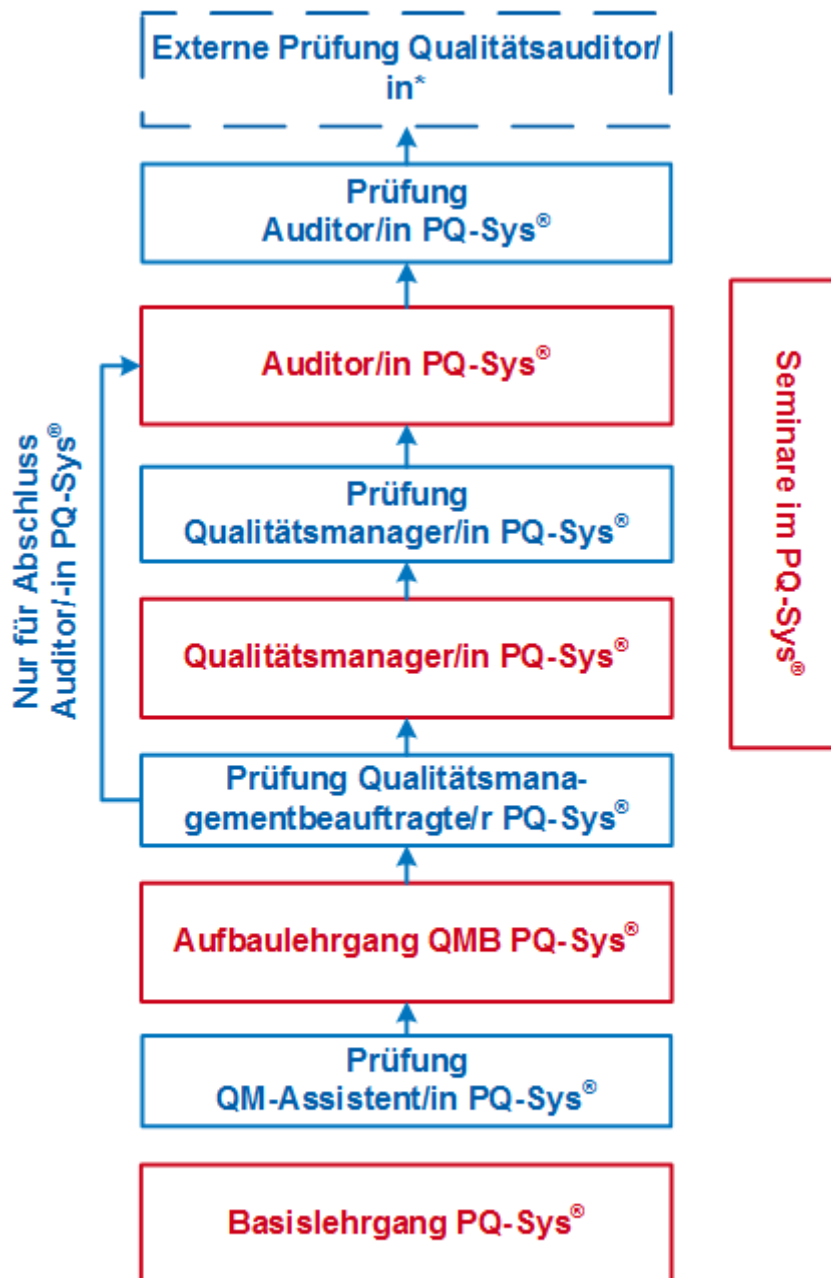 Externe Prüfung Qualitätsauditor/
in*
Prüfung
Auditor/in PQ-Sys®
Auditor/in PQ-Sys®
Prüfung
Qualitätsmanager/in PQ-Sys®
Qualitätsmanager/in PQ-Sys®
Prüfung Qualitätsmana-
gementbeauftragte/r PQ-Sys®
Aufbaulehrgang QMB PQ-Sys®
Prüfung
QM-Assistent/in PQ-Sys®
Basislehrgang PQ-Sys®
Nur für Abschluss
Auditor/-in PQ-Sys®
Seminare im PQ-Sys®